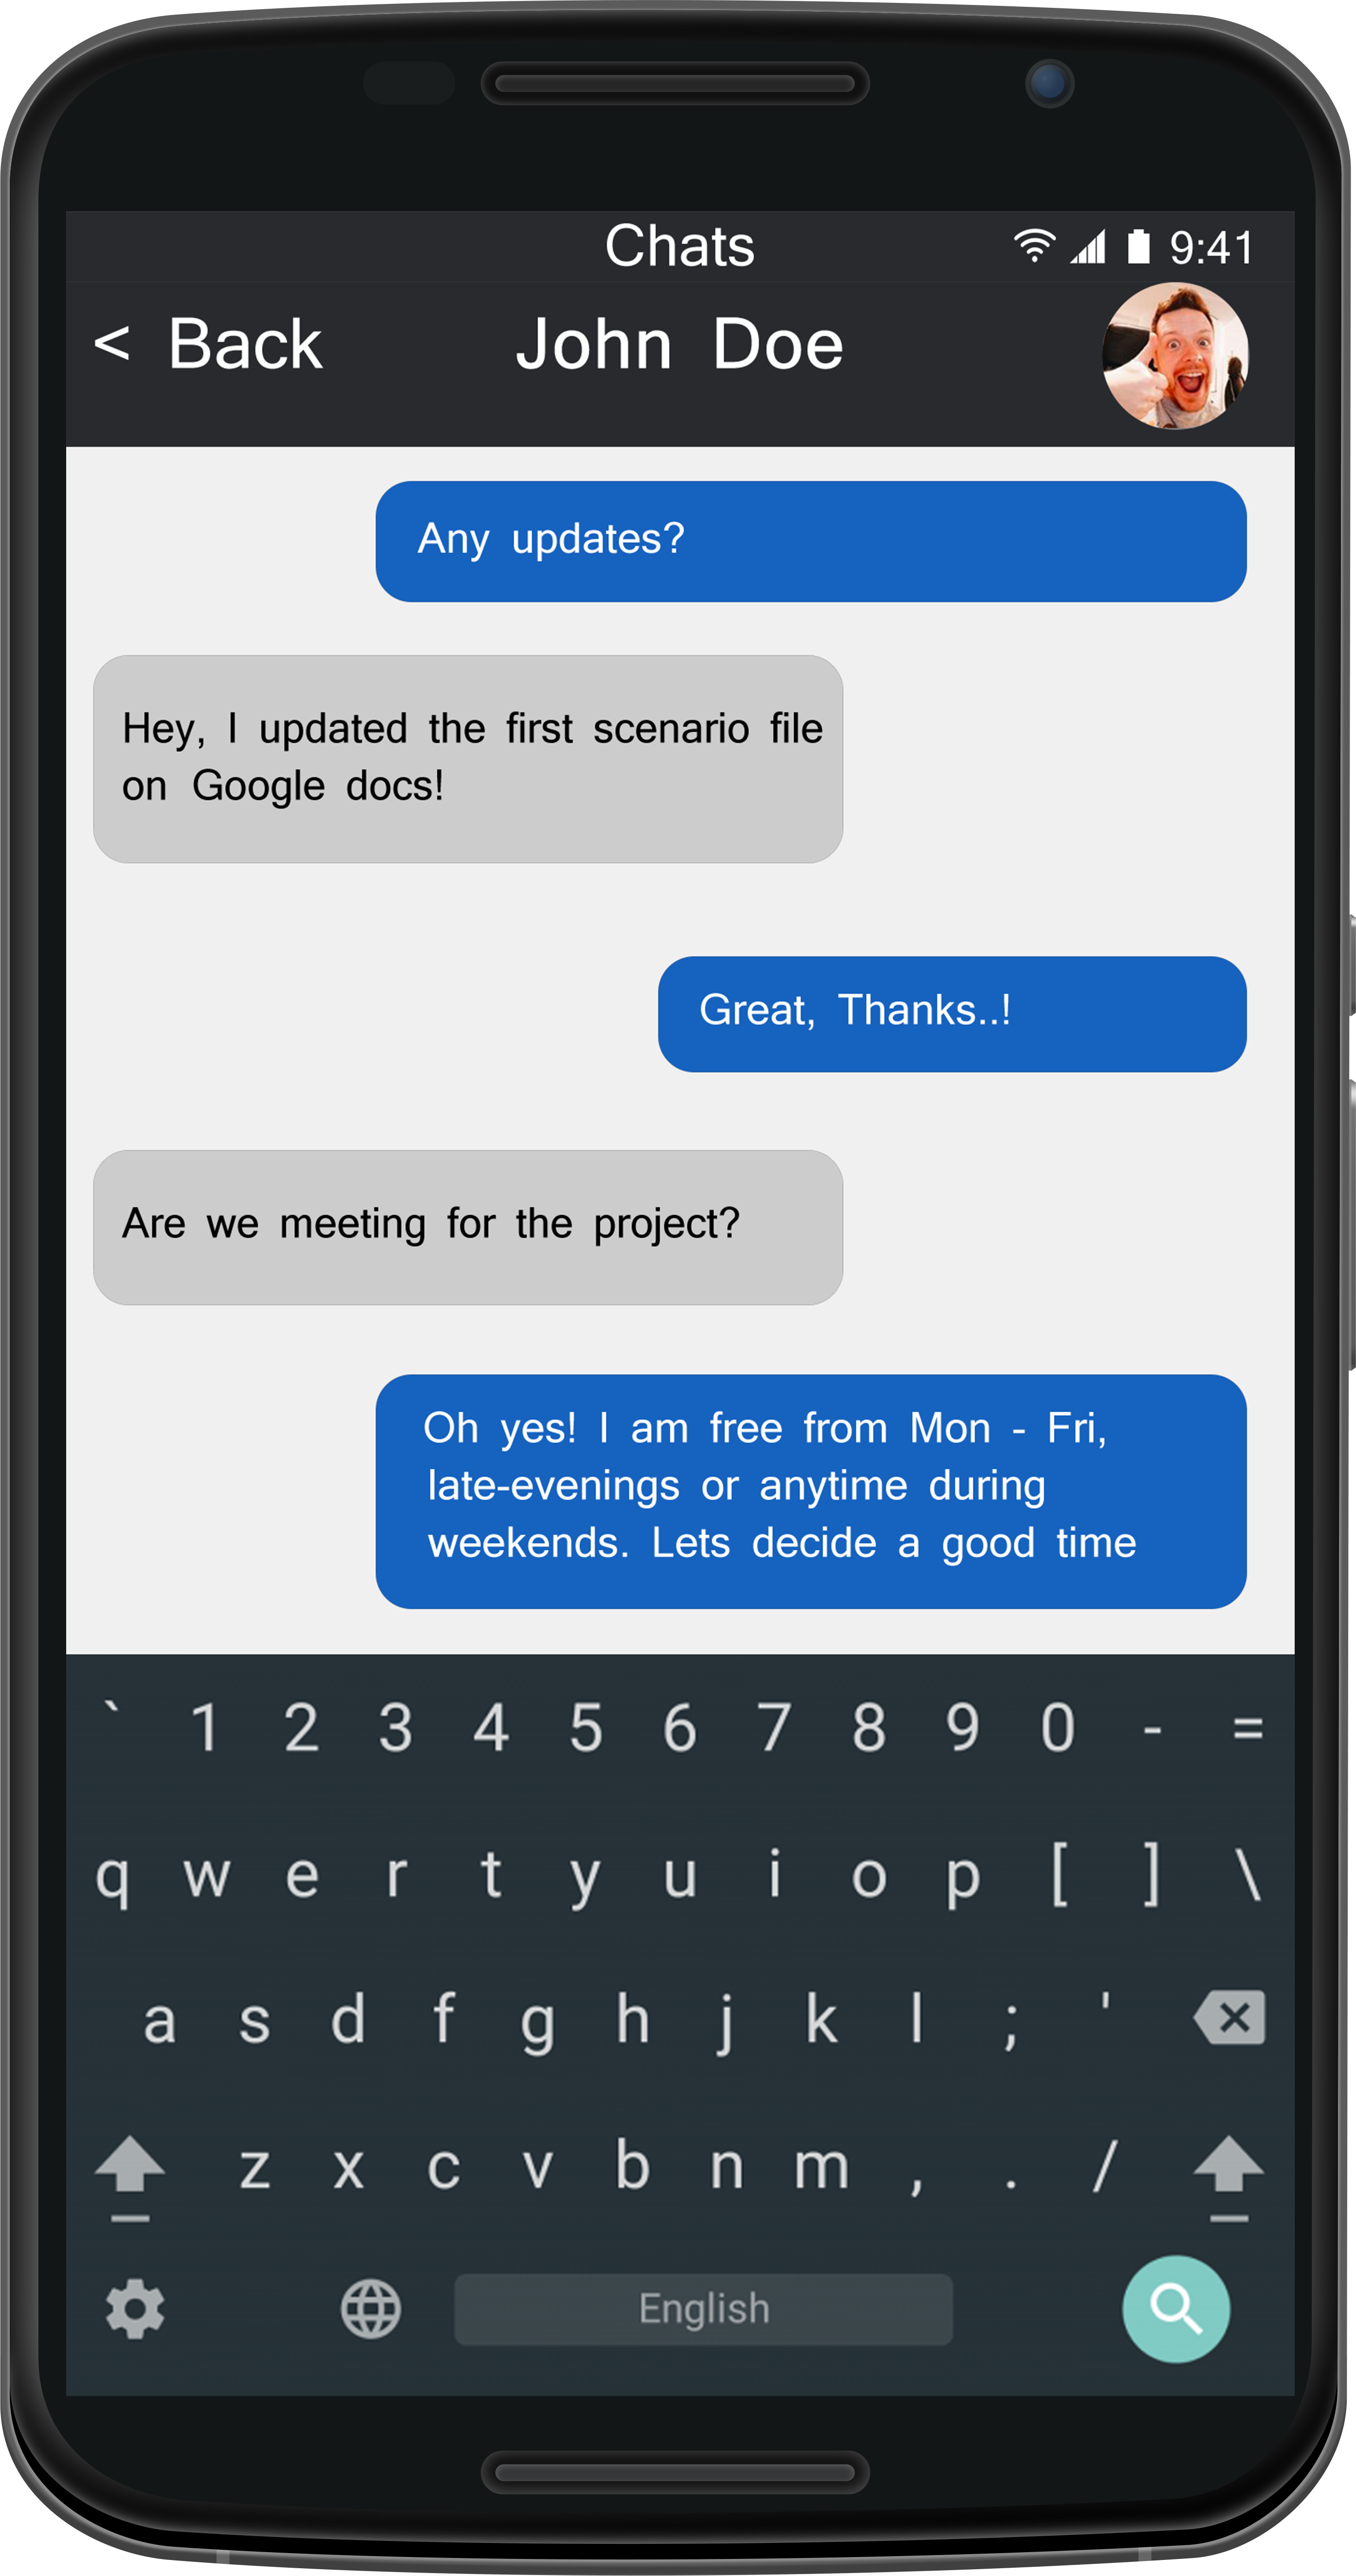 Chats 9:41
< Back John Doe
Any updates?
Hey, I updated the first scenario file
on Google docs!
Great, Thanks..!
Are we meeting for the project?
Oh yes! I am free from Mon - Fri,
late-evenings or anytime during
weekends. Lets decide a good time
` 1 2 3 4 5 6 7 8 9 0 - =
q w e r t y u i o p [ ] \
a s d f g h j k l ; '
z x c v b n m , . /
English